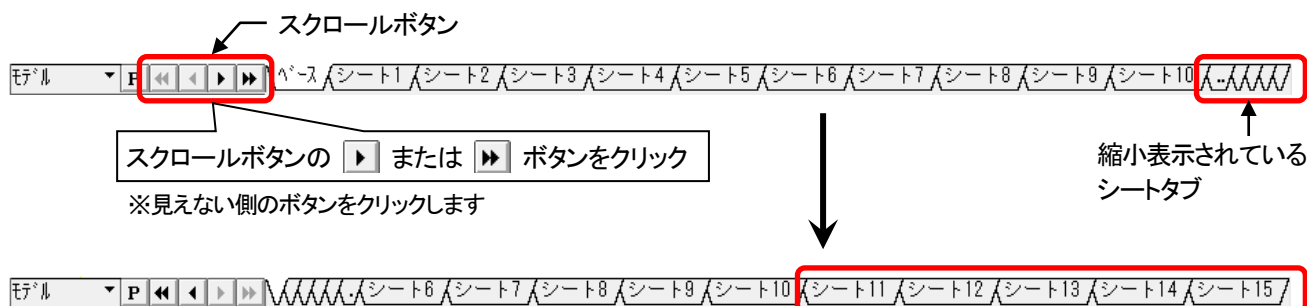 スクロールボタン
モデル P ベース シート1 シート2 シート3 シート4 シート5 シート6 シート7 シート8 シート9 シート10 ..
スクロールボタンの または ボタンをクリック
※見えない側のボタンをクリックします
縮小表示されている
シートタブ
モデル P . シート6 シート7 シート8 シート9 シート10 シート11 シート12 シート13 シート14 シート15